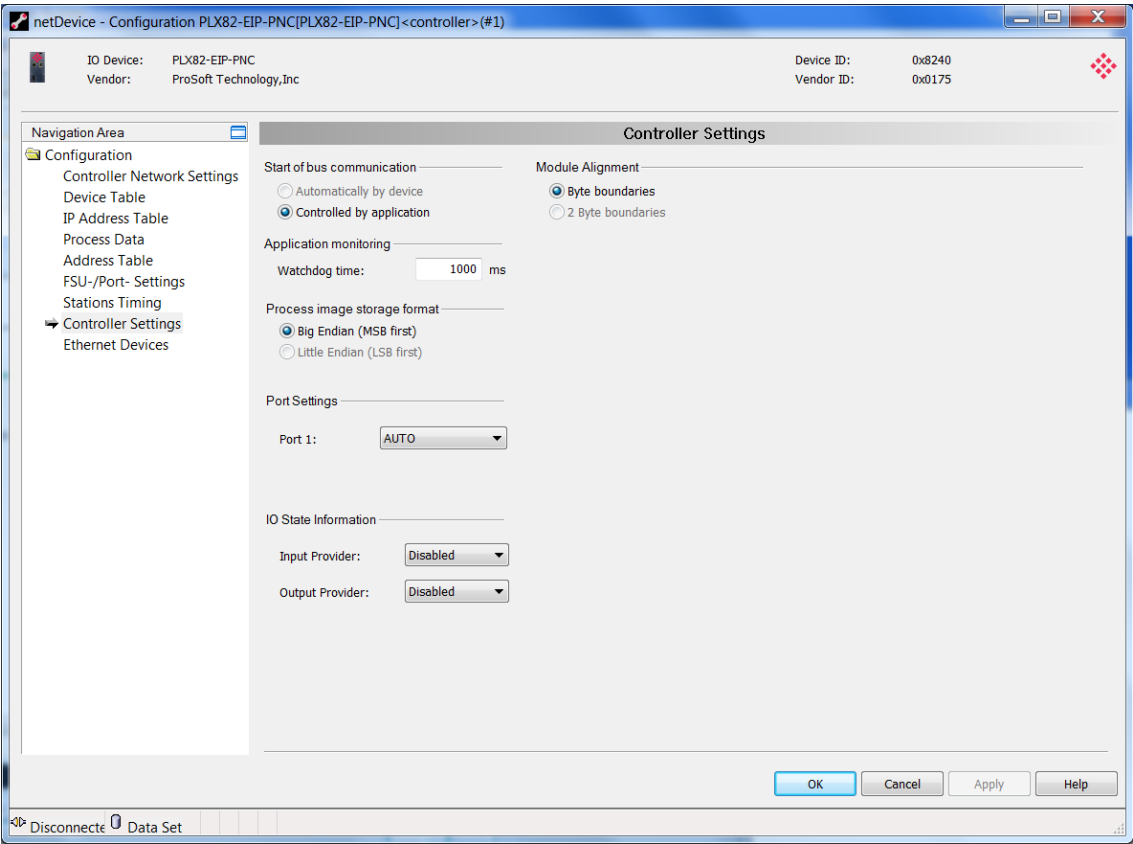 netDevice - Configuration PLX82-EIP-PNC[PLX82-EIP-PNC]<controller>(#1)
IO Device: PLX82-EIP-PNC Device ID: 0x8240
Vendor: ProSoft Technology,Inc Vendor ID: 0x0175
Navigation Area
Configuration
Controller Network Settings
Device Table
IP Address Table
Process Data
Address Table
FSU-/Port- Settings
Stations Timing
Controller Settings
Ethernet Devices
Controller Settings
Start of bus communication
Automatically by device
Controlled by application
Application monitoring
Watchdog time: 1000 ms
Process image storage format
Big Endian (MSB first)
Little Endian (LSB first)
Port Settings
Port 1: AUTO
IO State Information
Input Provider: Disabled
Output Provider: Disabled
Module Alignment
Byte boundaries
2 Byte boundaries
OK Cancel Apply Help
Disconnecte Data Set